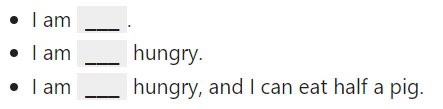 • I am ___ .
• I am ___ hungry.
• I am ___ hungry, and I can eat half a pig.